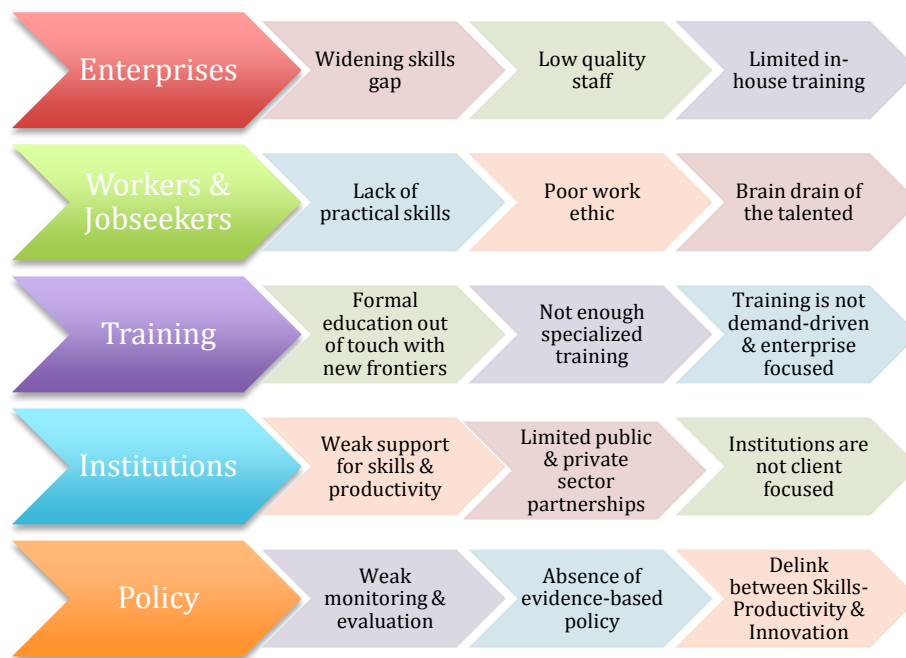 Enterprises
Widening skills
gap
Low quality
staff
Limited in-
house training
Workers &
Jobseekers
Lack of
practical skills
Poor work
ethic
Brain drain of
the talented
Training
Formal
education out
of touch with
new frontiers
Not enough
specialized
training
Training is not
demand-driven
& enterprise
focused
Institutions
Weak support
for skills &
productivity
Limited public
& private
sector
partnerships
Institutions are
not client
focused
Policy
Weak
monitoring &
evaluation
Absence of
evidence-based
policy
Delink
between Skills-
Productivity &
Innovation